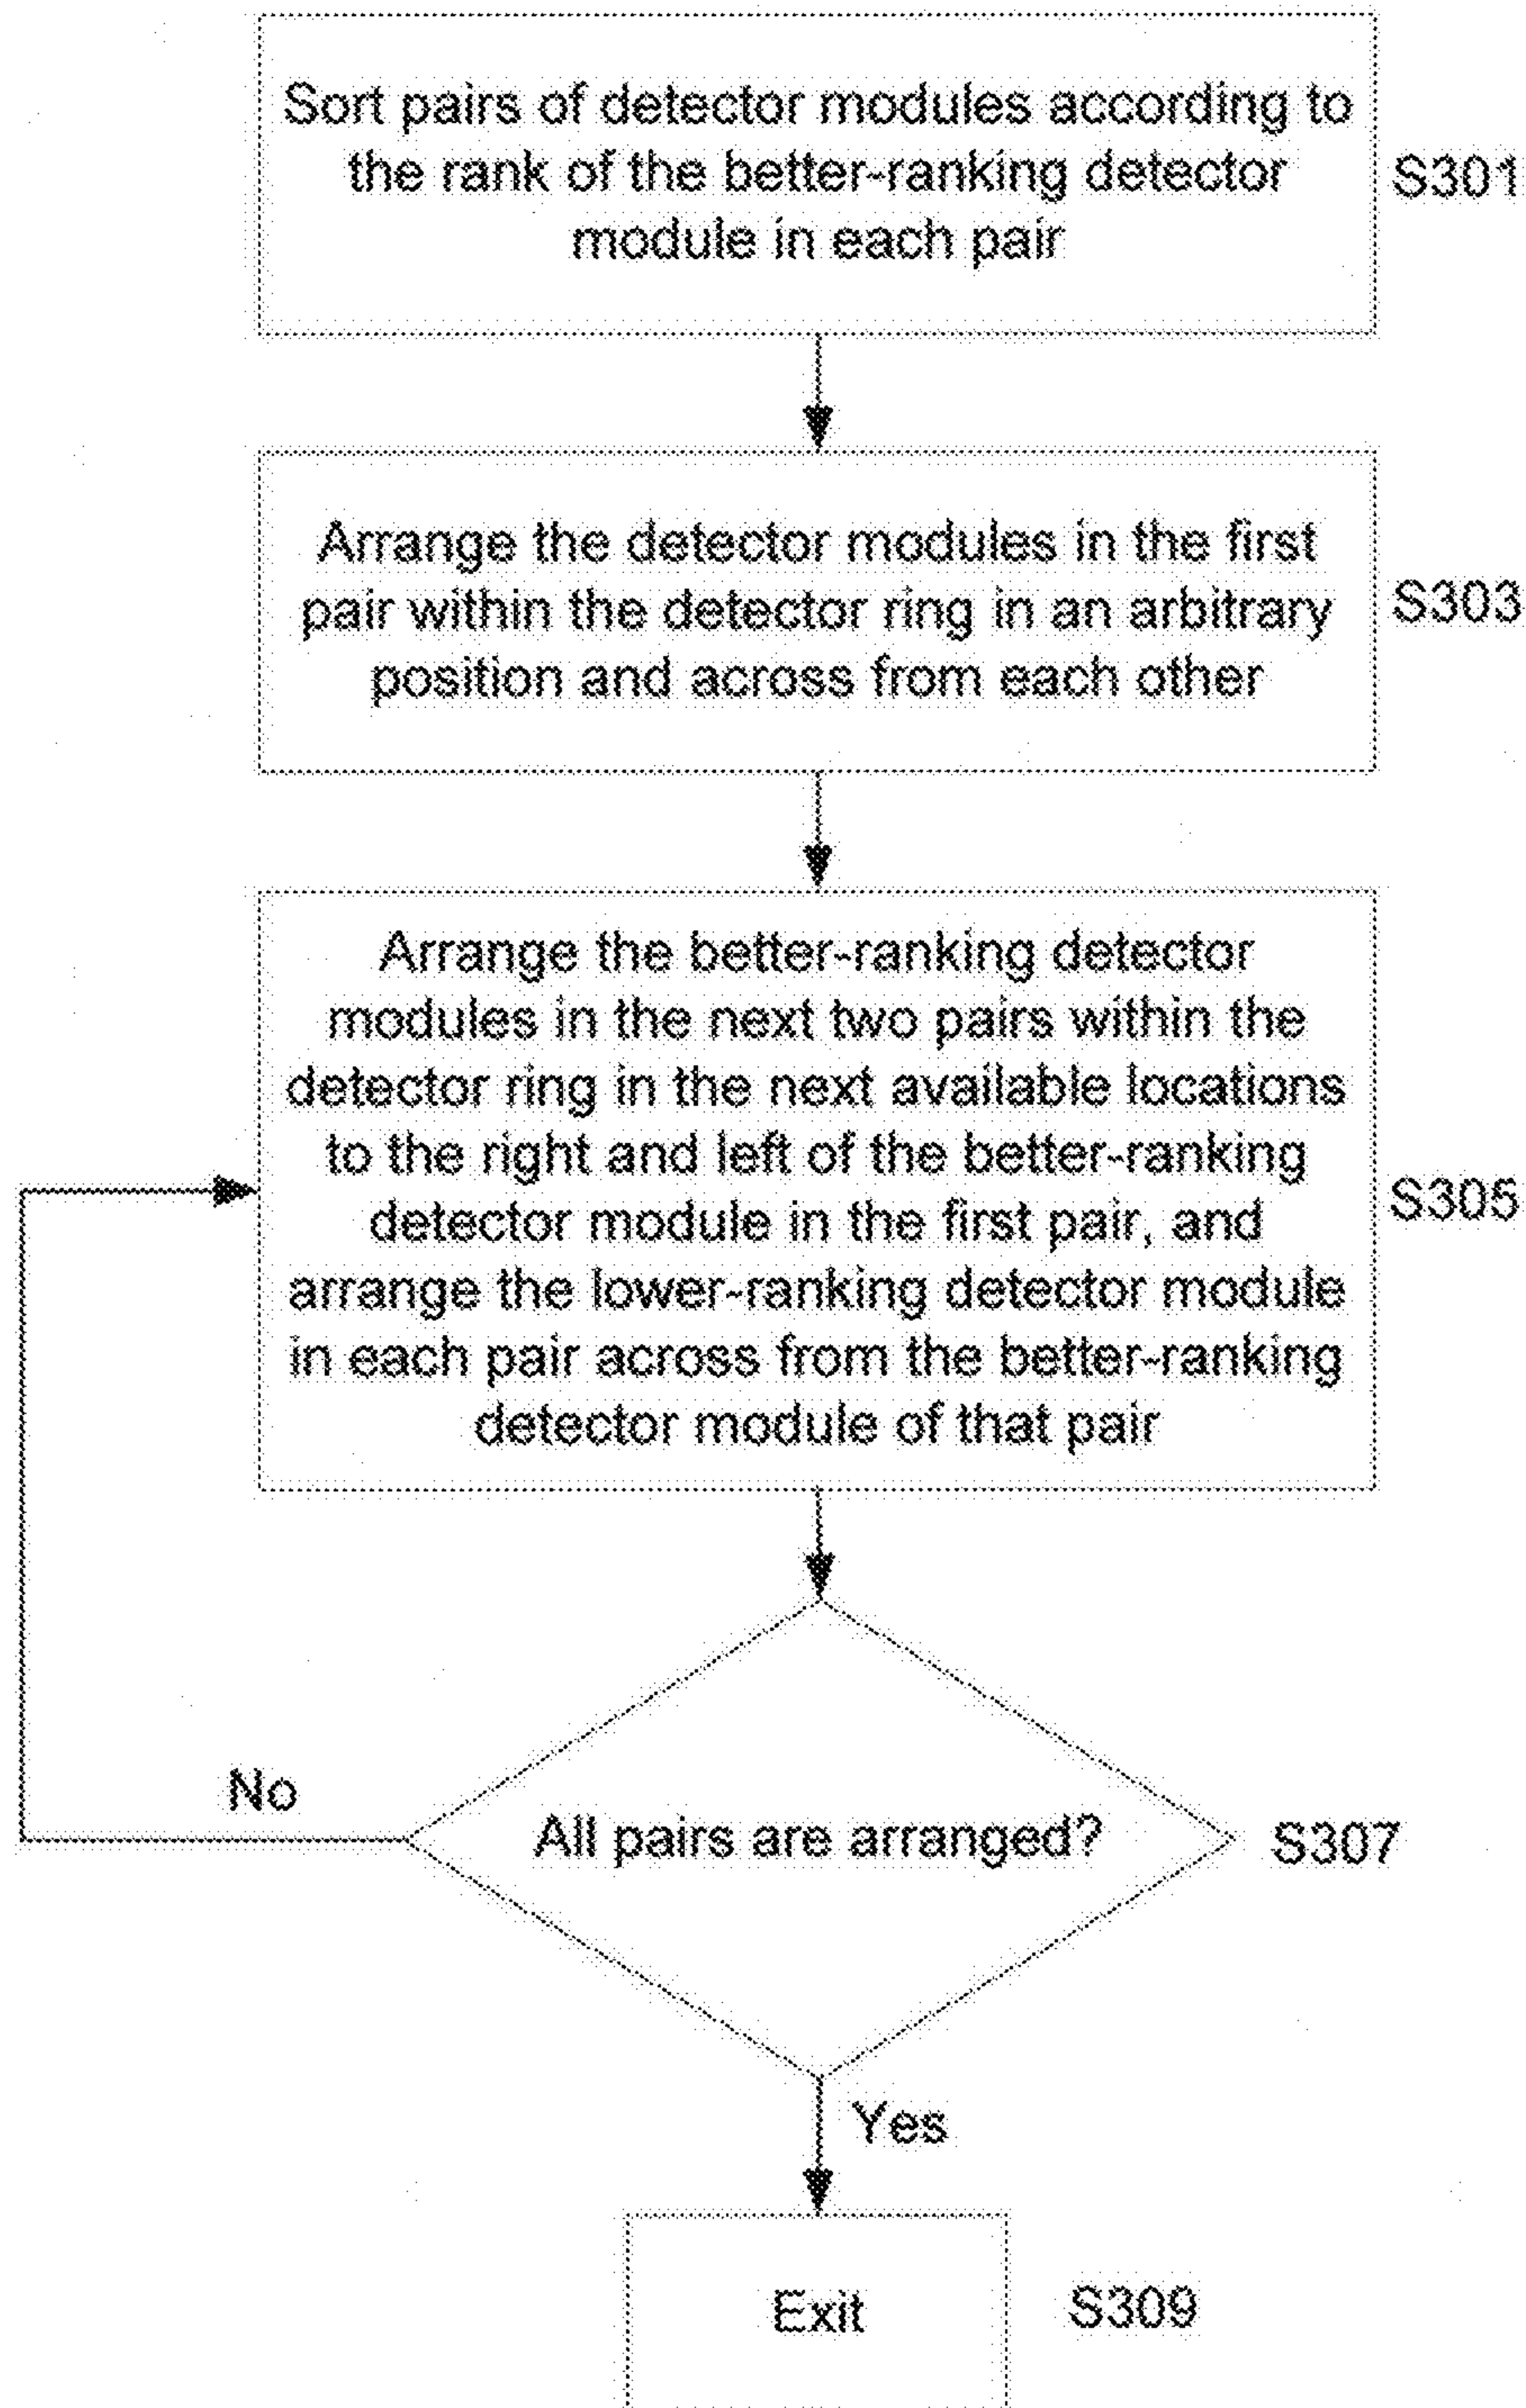 Sort pairs of detector modules according to
the rank of the better-ranking detector
module in each pair
S301
Arrange the detector modules in the first
pair within the detector ring in an arbitrary
position and across from each other
S303
Arrange the better-ranking detector
modules in the next two pairs within the
detector ring in the next available locations
to the right and left of the better-ranking
detector module in the first pair, and
arrange the lower-ranking detector module
in each pair across from the better-ranking
detector module of that pair
S305
No
All pairs are arranged?
S307
Yes
Exit
S309